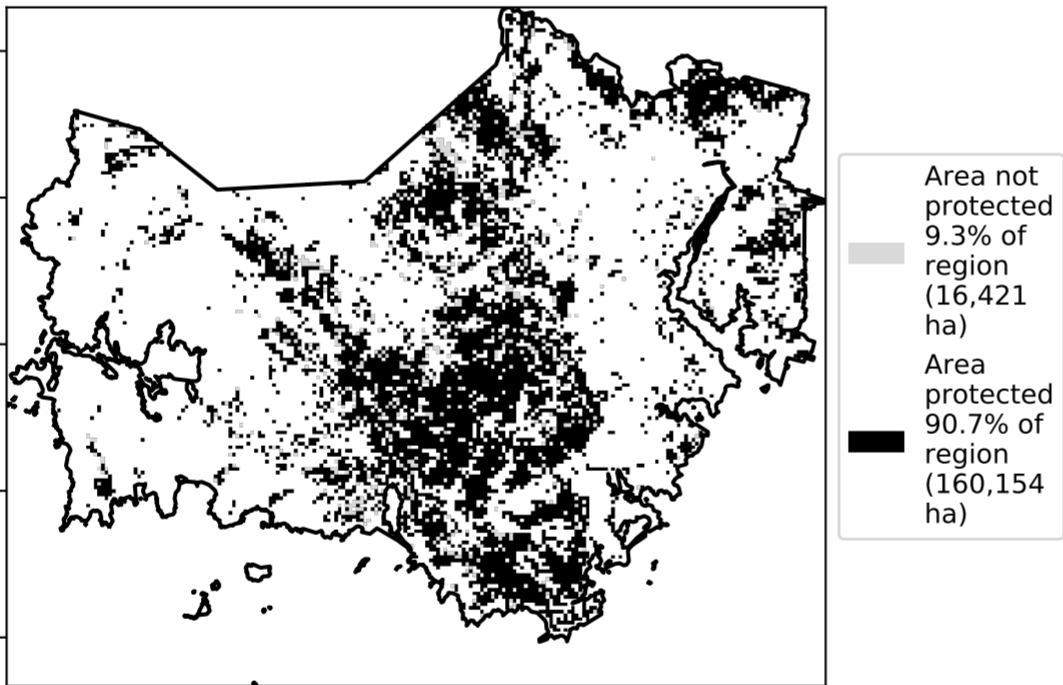 Area not
protected
9.3% of
region
(16,421
ha)
Area
protected
90.7% of
region
(160,154
ha)